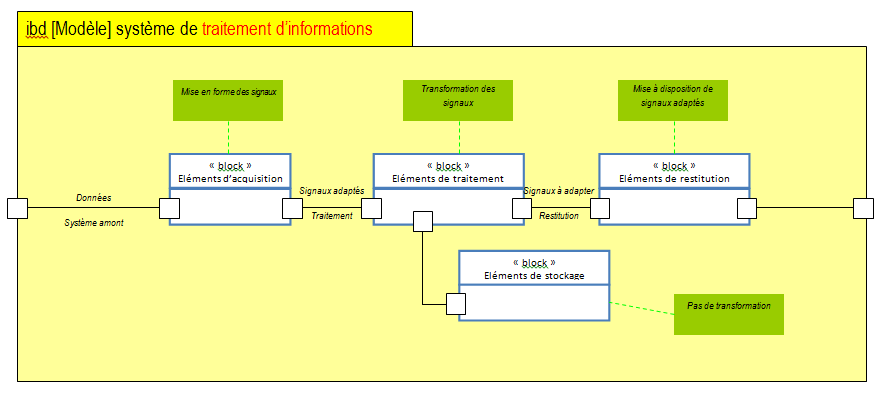 ibd [Modèle] système de traitement d'informations
Mise en forme des signaux
Transformation des
signaux
Mise à disposition de
signaux adaptés
« block »
Eléments d'acquisition
« block »
Eléments de traitement
« block »
Eléments de restitution
Données
Système amont
Signaux adaptés
Traitement
Signaux à adapter
Restitution
« block »
Eléments de stockage
Pas de transformation